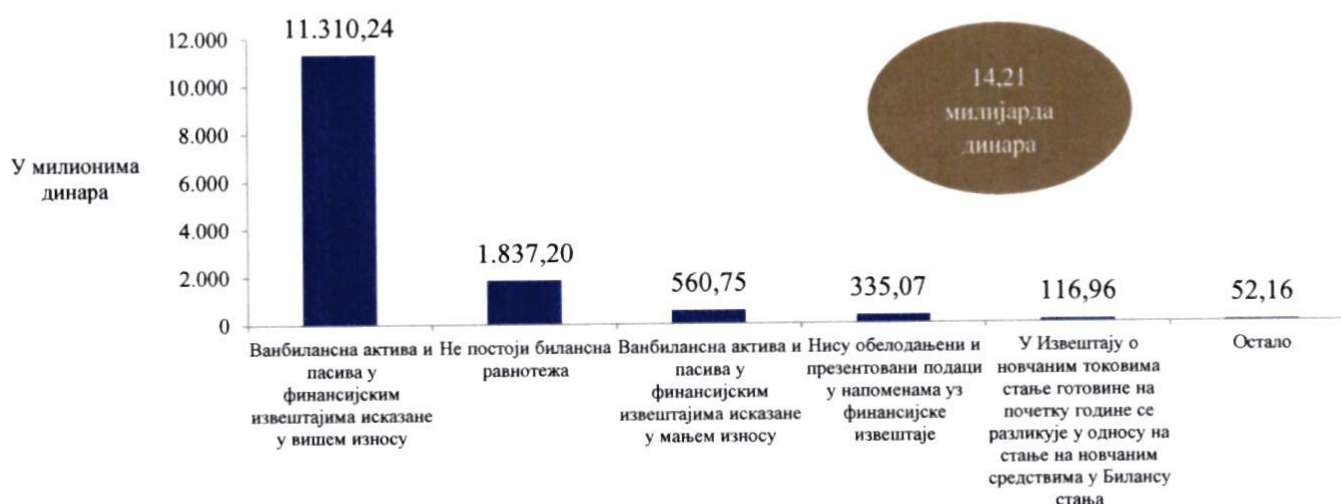 11.310,24
12.000
10.000
8.000
6.000
4.000
2.000
0
У милионима
динара
14,21
милијарда
динара
1.837,20
560,75
335,07
116,96
52,16
Ванбилансна актива и
пасива у
финансијским
извештајима исказане
у вишем износу
Не постоји билансна
равнотежа
Ванбилансна актива и
пасива у
финансијским
извештајима исказане
у мањем износу
Нису обелодањени и
презентовани подаци
у напоменама уз
финансијске
извештаје
У Извештају о
новчаним токовима
стање готовине на
почетку године се
разликује у односу на
стање на новчаним
средствима у Билансу
стања
Остало